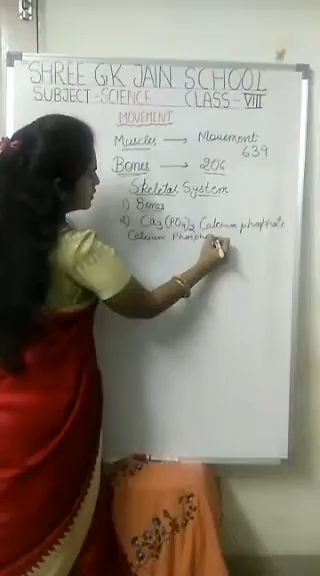 SHREE GK JAIN SCHOOL
SUBJECT-SCIENCE CLASS-VIII
MOVEMENT
Muscles → Movement
639
Bones → 206
Skeletal System
1) Bones
2) Ca3(PO4)2 Calcium phosphate
Calcium Phospho